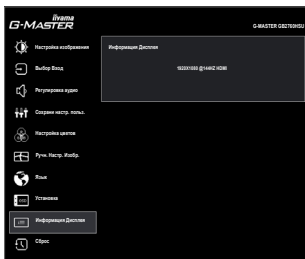 iiyama
G-MASTER
G-MASTER GB2760HSU
Настройка изображения
Информация Дисплея
Выбор Вход
1920X1080 @144HZ HDMI
Регулировка аудио
Сохрани настр. польз.
Настройка цветов
Ручн. Настр. Изобр.
Язык
OSD
Установка
Информация Дисплея
Сброс